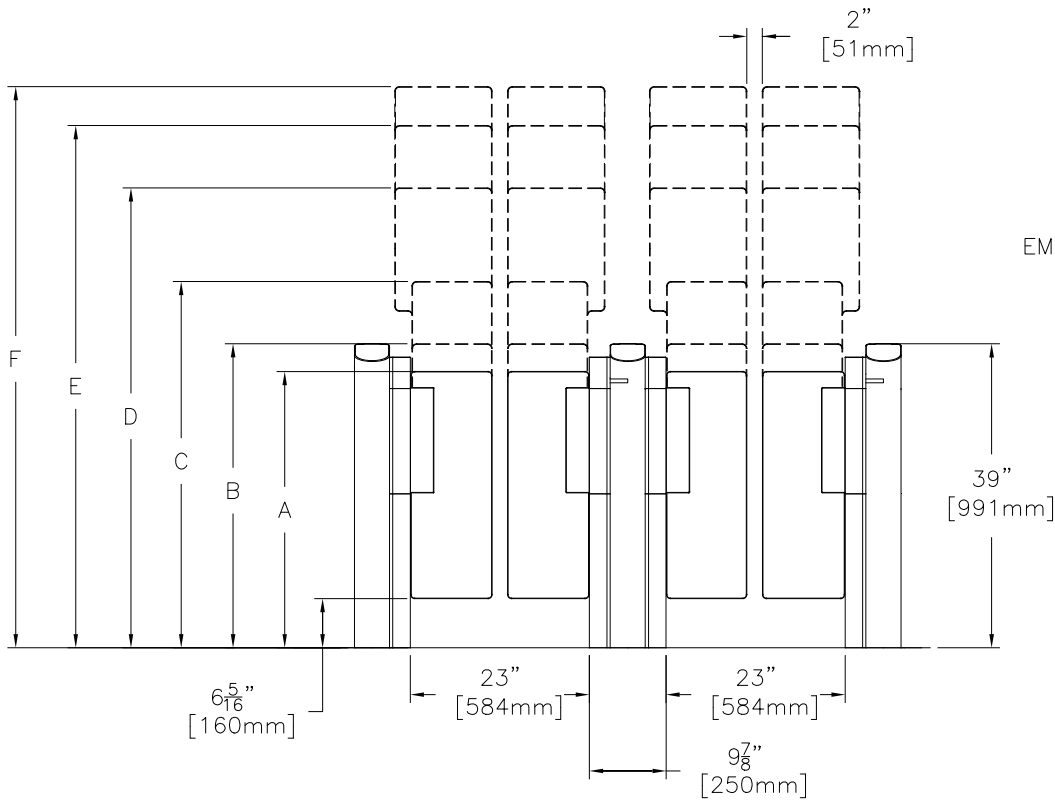 2”
[51mm]
EM
F
E
D
C
B
A
39”
[991mm]
6 5/16”
[160mm]
23”
[584mm]
23”
[584mm]
9 7/8”
[250mm]